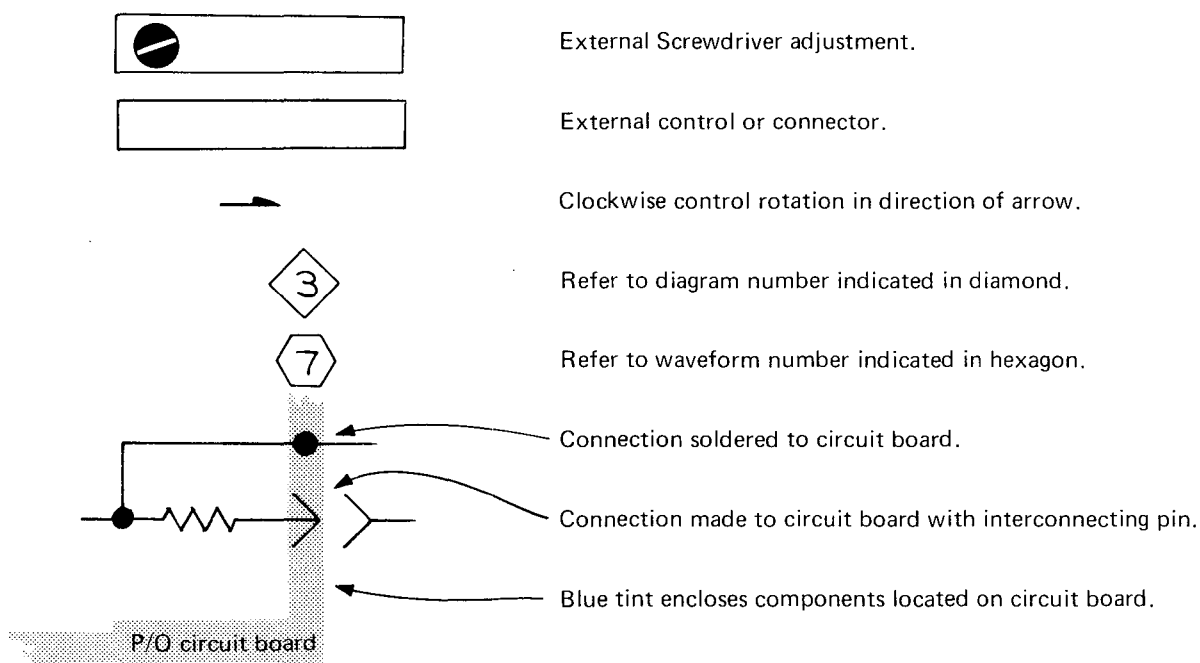 External Screwdriver adjustment.
External control or connector.
Clockwise control rotation in direction of arrow.
3
Refer to diagram number indicated in diamond.
7
Refer to waveform number indicated in hexagon.
Connection soldered to circuit board.
Connection made to circuit board with interconnecting pin.
Blue tint encloses components located on circuit board.
P/O circuit board